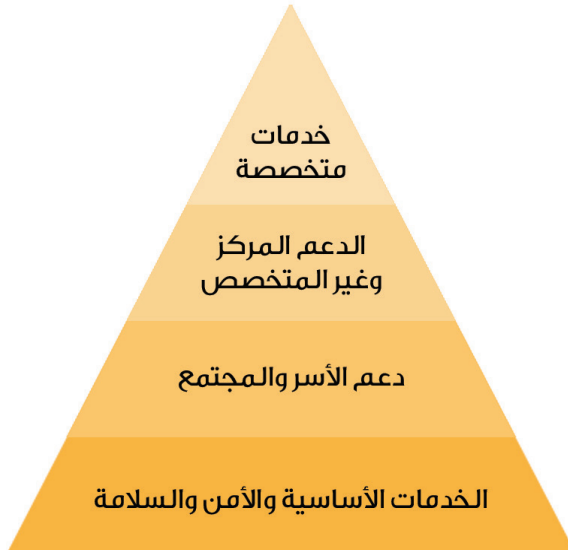 خدمات
متخصصة
الدعم المركز
وغير المتخصص
دعم الأسر والمجتمع
الخدمات الأساسية والأمن والسلامة